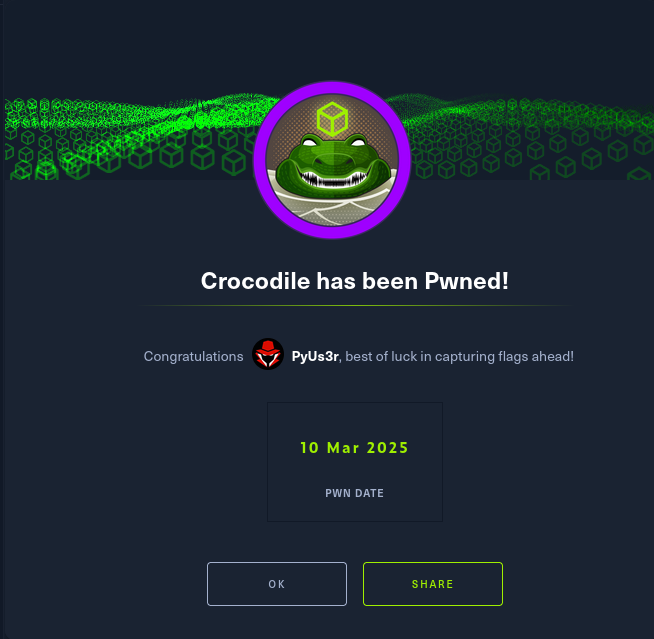 Crocodile has been Pwned!
Congratulations PyUs3r, best of luck in capturing flags ahead!
10 Mar 2025
PWN DATE
OK SHARE